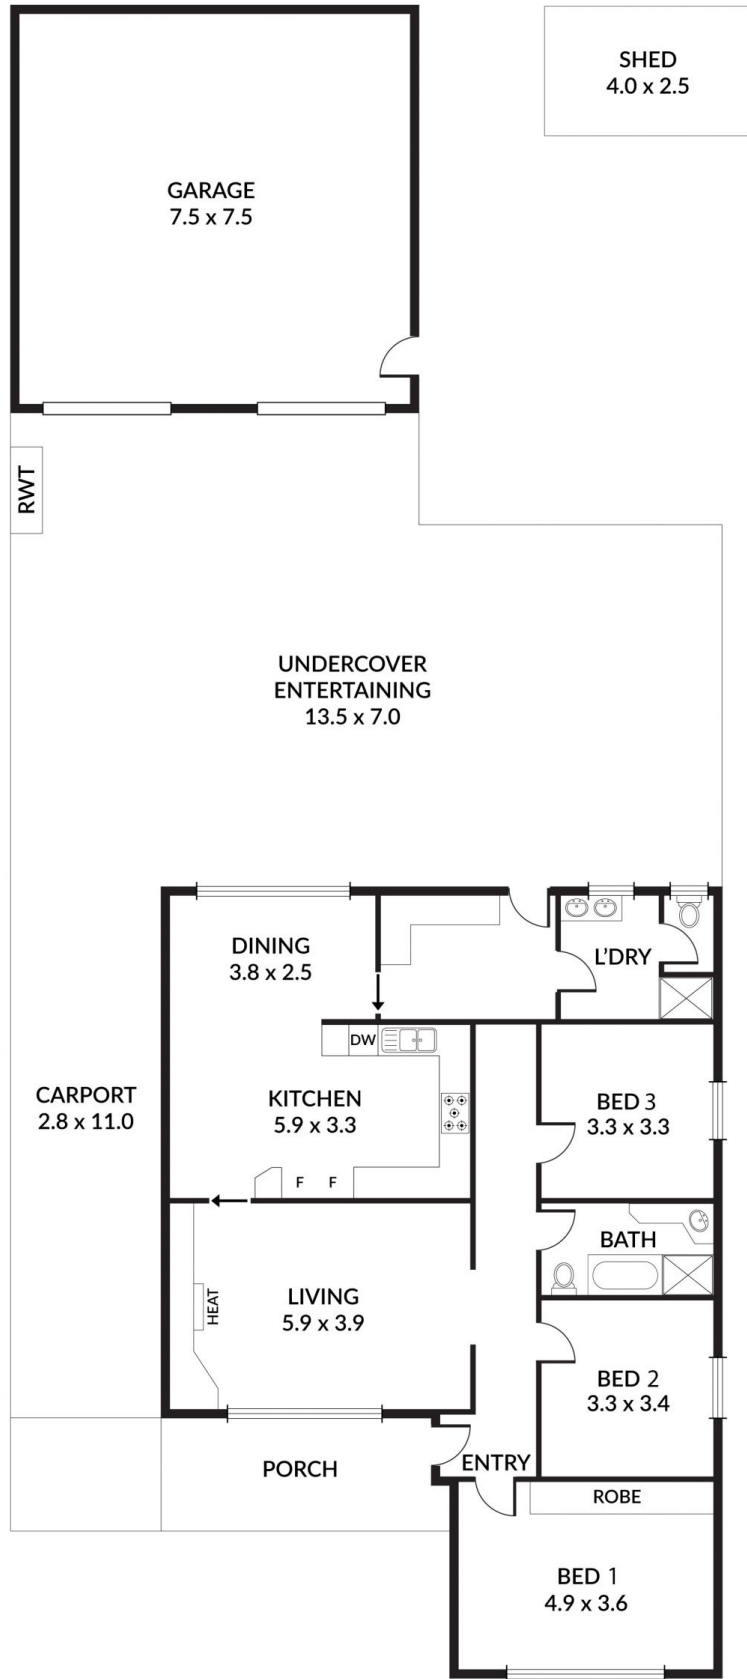 SHED
4.0 x 2.5
GARAGE
7.5 x 7.5
RWT
UNDERCOVER
ENTERTAINING
13.5 x 7.0
DINING
3.8 x 2.5
L'DRY
DW
CARPORT
2.8 x 11.0
KITCHEN
5.9 x 3.3
BED 3
3.3 x 3.3
F F
BATH
HEAT
LIVING
5.9 x 3.9
BED 2
3.3 x 3.4
PORCH
ENTRY
ROBE
BED 1
4.9 x 3.6